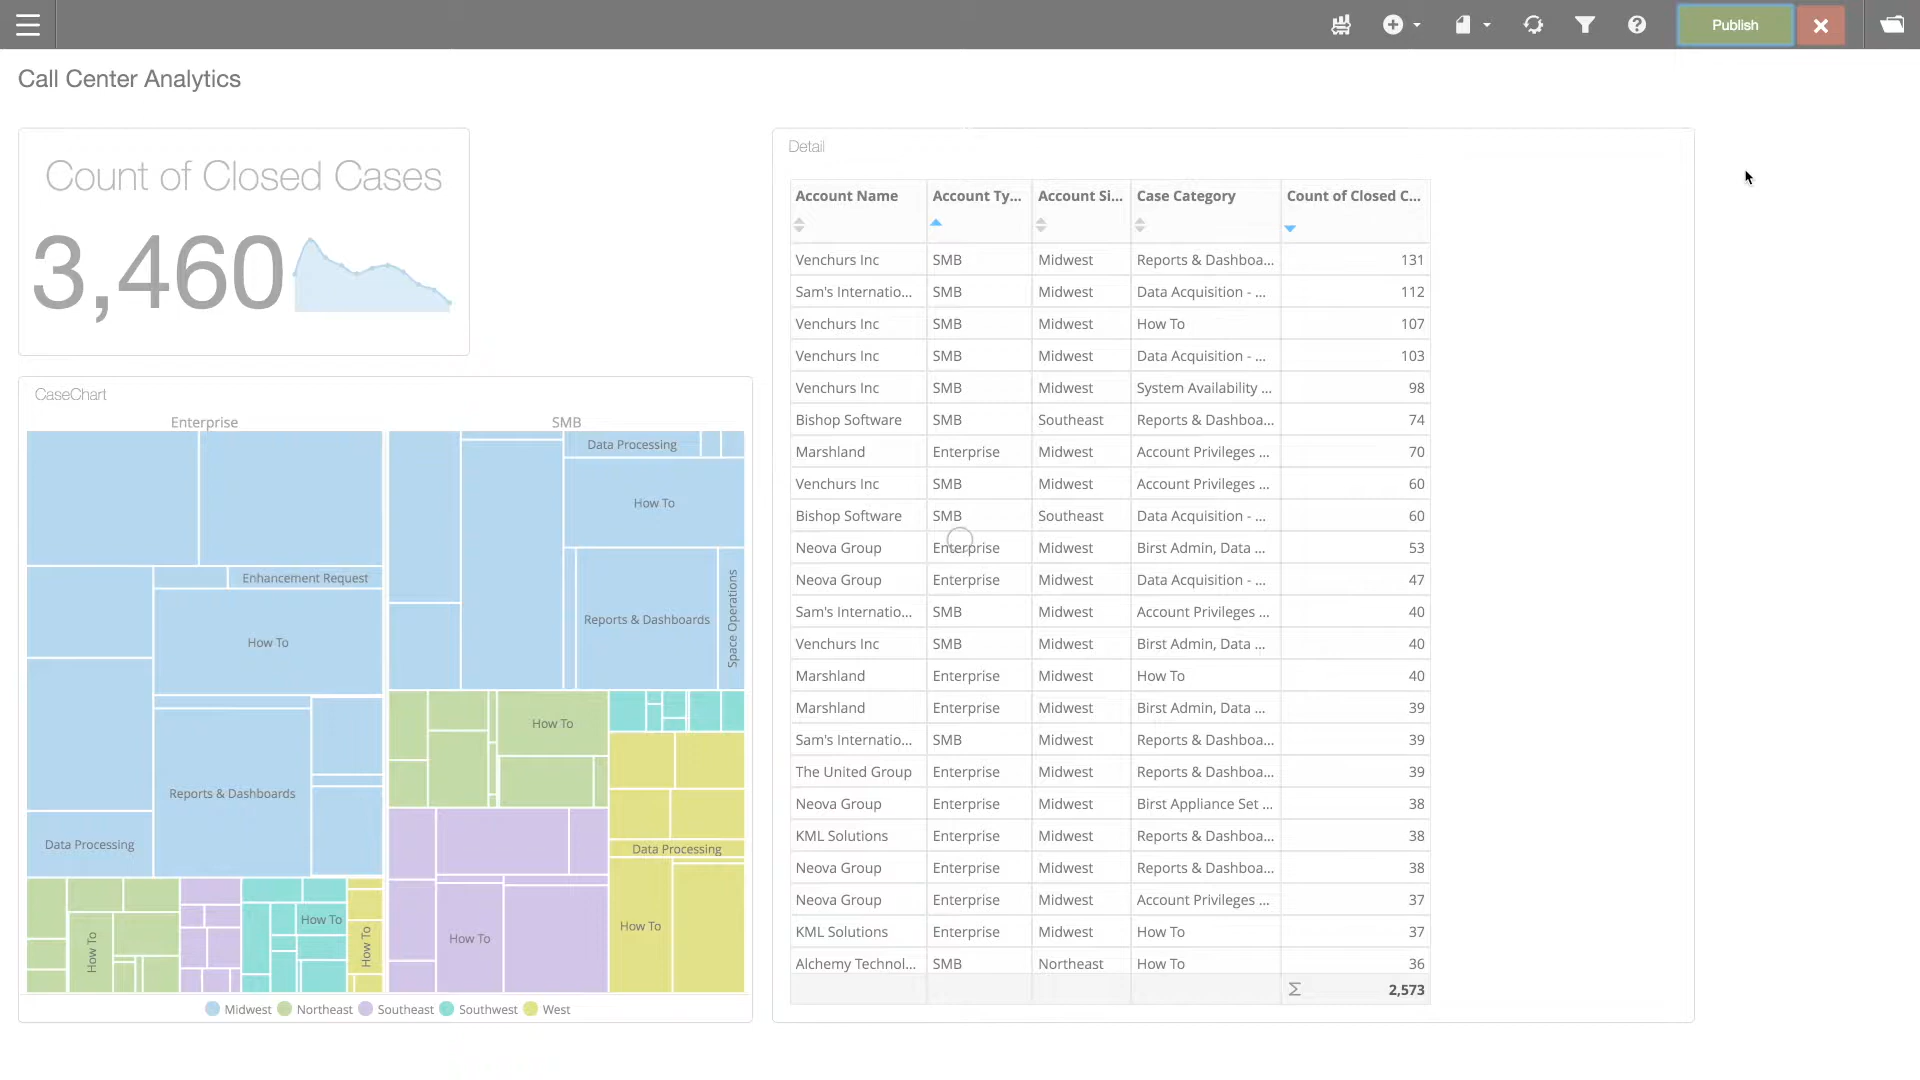 Publish
Call Center Analytics
Count of Closed Cases
3,460
CaseChart
Enterprise
SMB
Data Processing
How To
Enhancement Request
How To
Reports & Dashboards
Space Operations
How To
Reports & Dashboards
Data Processing
Data Processing
How To
How To
How To
How To
How To
Midwest Northeast Southeast Southwest West
Detail
Account Name Account Ty... Account Si... Case Category Count of Closed C...
Venchurs Inc SMB Midwest Reports & Dashboa... 131
Sam's Internatio... SMB Midwest Data Acquisition - ... 112
Venchurs Inc SMB Midwest How To 107
Venchurs Inc SMB Midwest Data Acquisition - ... 103
Venchurs Inc SMB Midwest System Availability ... 98
Bishop Software SMB Southeast Reports & Dashboa... 74
Marshland Enterprise Midwest Account Privileges ... 70
Venchurs Inc SMB Midwest Account Privileges ... 60
Bishop Software SMB Southeast Data Acquisition - ... 60
Neova Group Enterprise Midwest Birst Admin, Data ... 53
Neova Group Enterprise Midwest Data Acquisition - ... 47
Sam's Internatio... SMB Midwest Account Privileges ... 40
Venchurs Inc SMB Midwest Birst Admin, Data ... 40
Marshland Enterprise Midwest How To 40
Marshland Enterprise Midwest Birst Admin, Data ... 39
Sam's Internatio... SMB Midwest Reports & Dashboa... 39
The United Group Enterprise Midwest Reports & Dashboa... 39
Neova Group Enterprise Midwest Birst Appliance Set ... 38
KML Solutions Enterprise Midwest Reports & Dashboa... 38
Neova Group Enterprise Midwest Reports & Dashboa... 38
Neova Group Enterprise Midwest Account Privileges ... 37
KML Solutions Enterprise Midwest How To 37
Alchemy Technol... SMB Northeast How To 36
Σ 2,573